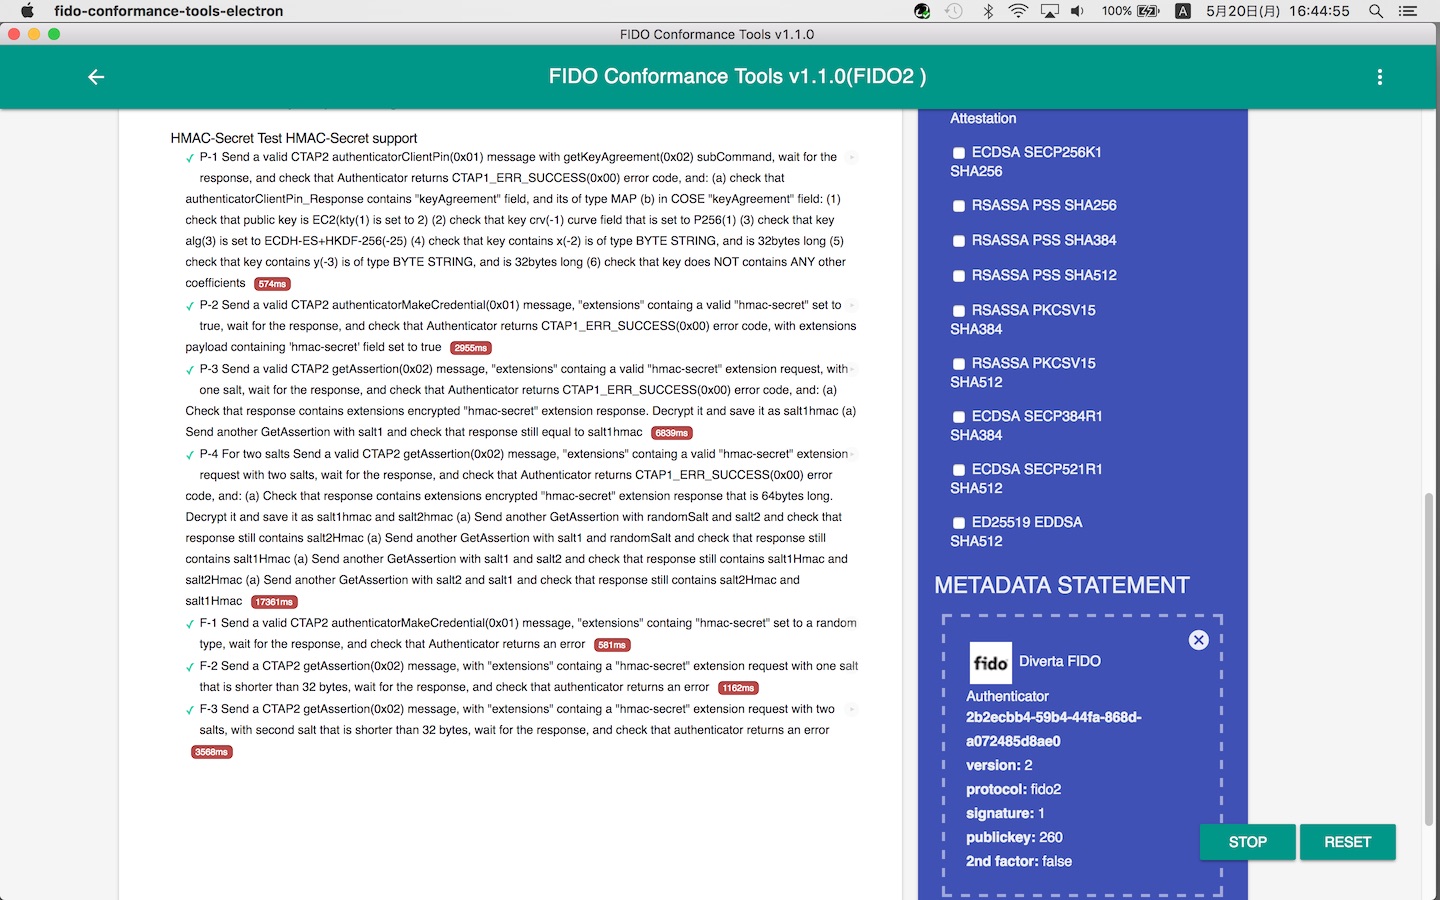 fido-conformance-tools-electron
100%
A
5月20日(月) 16:44:55
FIDO Conformance Tools v1.1.0
FIDO Conformance Tools v1.1.0(FIDO2 )
HMAC-Secret Test HMAC-Secret support
✓ P-1 Send a valid CTAP2 authenticatorClientPin(0x01) message with getKeyAgreement(0x02) subCommand, wait for the
response, and check that Authenticator returns CTAP1_ERR_SUCCESS(0x00) error code, and: (a) check that
authenticatorClientPin_Response contains "keyAgreement" field, and its of type MAP (b) in COSE "keyAgreement" field: (1)
check that public key is EC2(kty(1) is set to 2) (2) check that key crv(-1) curve field that is set to P256(1) (3) check that key
alg(3) is set to ECDH-ES+HKDF-256(-25) (4) check that key contains x(-2) is of type BYTE STRING, and is 32bytes long (5)
check that key contains y(-3) is of type BYTE STRING, and is 32bytes long (6) check that key does NOT contains ANY other
coefficients 574ms
✓ P-2 Send a valid CTAP2 authenticatorMakeCredential(0x01) message, "extensions" containg a valid "hmac-secret" set to
true, wait for the response, and check that Authenticator returns CTAP1_ERR_SUCCESS(0x00) error code, with extensions
payload containing 'hmac-secret' field set to true 2955ms
✓ P-3 Send a valid CTAP2 getAssertion(0x02) message, "extensions" containg a valid "hmac-secret" extension request, with
one salt, wait for the response, and check that Authenticator returns CTAP1_ERR_SUCCESS(0x00) error code, and: (a)
Check that response contains extensions encrypted "hmac-secret" extension response. Decrypt it and save it as salt1hmac (a)
Send another GetAssertion with salt1 and check that response still equal to salt1hmac 6839ms
✓ P-4 For two salts Send a valid CTAP2 getAssertion(0x02) message, "extensions" containg a valid "hmac-secret" extension
request with two salts, wait for the response, and check that Authenticator returns CTAP1_ERR_SUCCESS(0x00) error
code, and: (a) Check that response contains extensions encrypted "hmac-secret" extension response that is 64bytes long.
Decrypt it and save it as salt1hmac and salt2hmac (a) Send another GetAssertion with randomSalt and salt2 and check that
response still contains salt2Hmac (a) Send another GetAssertion with salt1 and randomSalt and check that response still
contains salt1Hmac (a) Send another GetAssertion with salt1 and salt2 and check that response still contains salt1Hmac and
salt2Hmac (a) Send another GetAssertion with salt2 and salt1 and check that response still contains salt2Hmac and
salt1Hmac 17361ms
✓ F-1 Send a valid CTAP2 authenticatorMakeCredential(0x01) message, "extensions" containg "hmac-secret" set to a random
type, wait for the response, and check that Authenticator returns an error 581ms
✓ F-2 Send a CTAP2 getAssertion(0x02) message, with "extensions" containg a "hmac-secret" extension request with one salt
that is shorter than 32 bytes, wait for the response, and check that authenticator returns an error 1162ms
✓ F-3 Send a CTAP2 getAssertion(0x02) message, with "extensions" containg a "hmac-secret" extension request with two
salts, with second salt that is shorter than 32 bytes, wait for the response, and check that authenticator returns an error
3568ms
Attestation
ECDSA SECP256K1
SHA256
RSASSA PSS SHA256
RSASSA PSS SHA384
RSASSA PSS SHA512
RSASSA PKCSV15
SHA384
RSASSA PKCSV15
SHA512
ECDSA SECP384R1
SHA384
ECDSA SECP521R1
SHA512
ED25519 EDDSA
SHA512
METADATA STATEMENT
fido Diverta FIDO
Authenticator
2b2ecbb4-59b4-44fa-868d-
a072485d8ae0
version: 2
protocol: fido2
signature: 1
publickey: 260
2nd factor: false
STOP
RESET